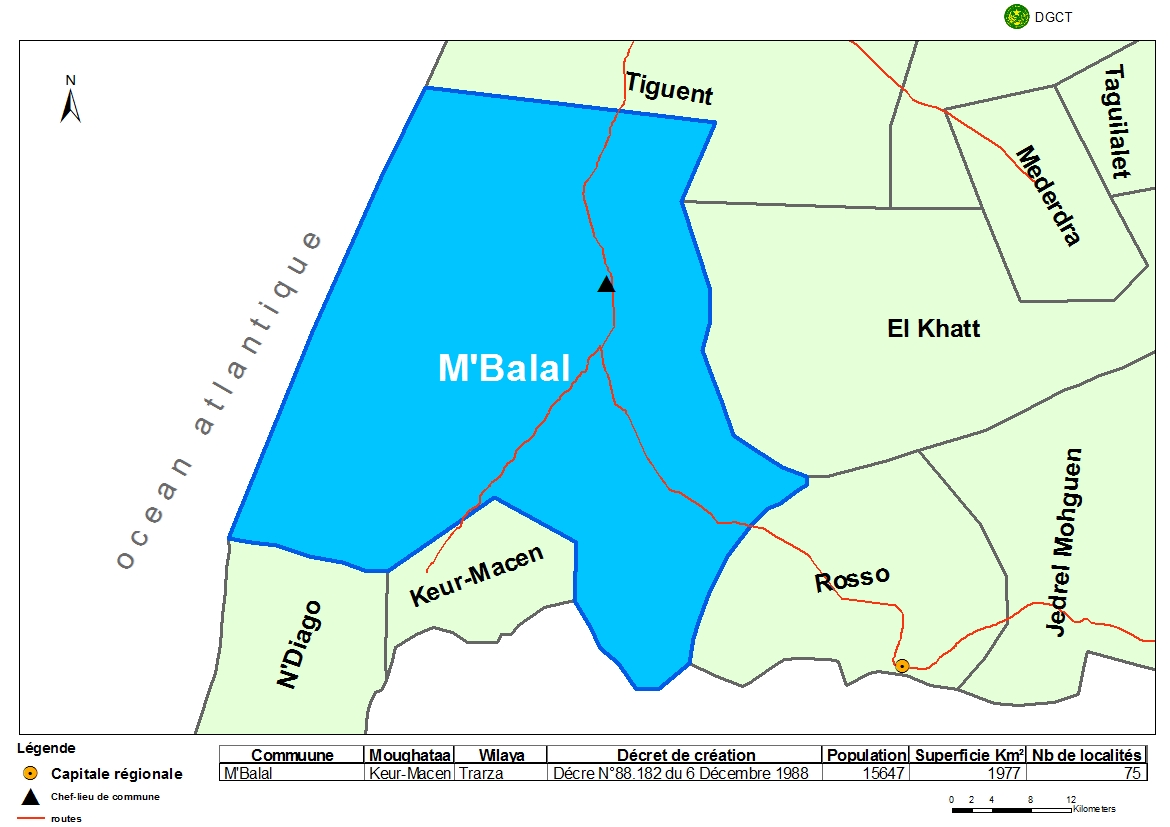 DGCT
N
Tiguent
Taguilalet
Mederdra
El Khatt
M'Balal
ocean atlantique
Jedrel Mohguen
Keur-Macen
Rosso
N'Diago
Légende
Capitale régionale
Chef-lieu de commune
routes
Commuune Moughataa Wilaya Décret de création Population Superficie Km² Nb de localités
M'Balal Keur-Macen Trarza Décre N°88.182 du 6 Décembre 1988 15647 1977 75
0 2 4 8 12
Kilometers